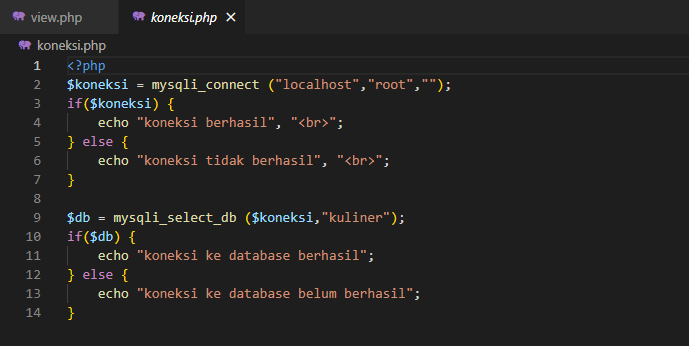 view.php koneksi.php ×
koneksi.php
1 <?php
2 $koneksi = mysqli_connect ("localhost","root","");
3 if($koneksi) {
4 echo "koneksi berhasil", "<br>";
5 } else {
6 echo "koneksi tidak berhasil", "<br>";
7 }
8
9 $db = mysqli_select_db ($koneksi,"kuliner");
10 if($db) {
11 echo "koneksi ke database berhasil";
12 } else {
13 echo "koneksi ke database belum berhasil";
14 }